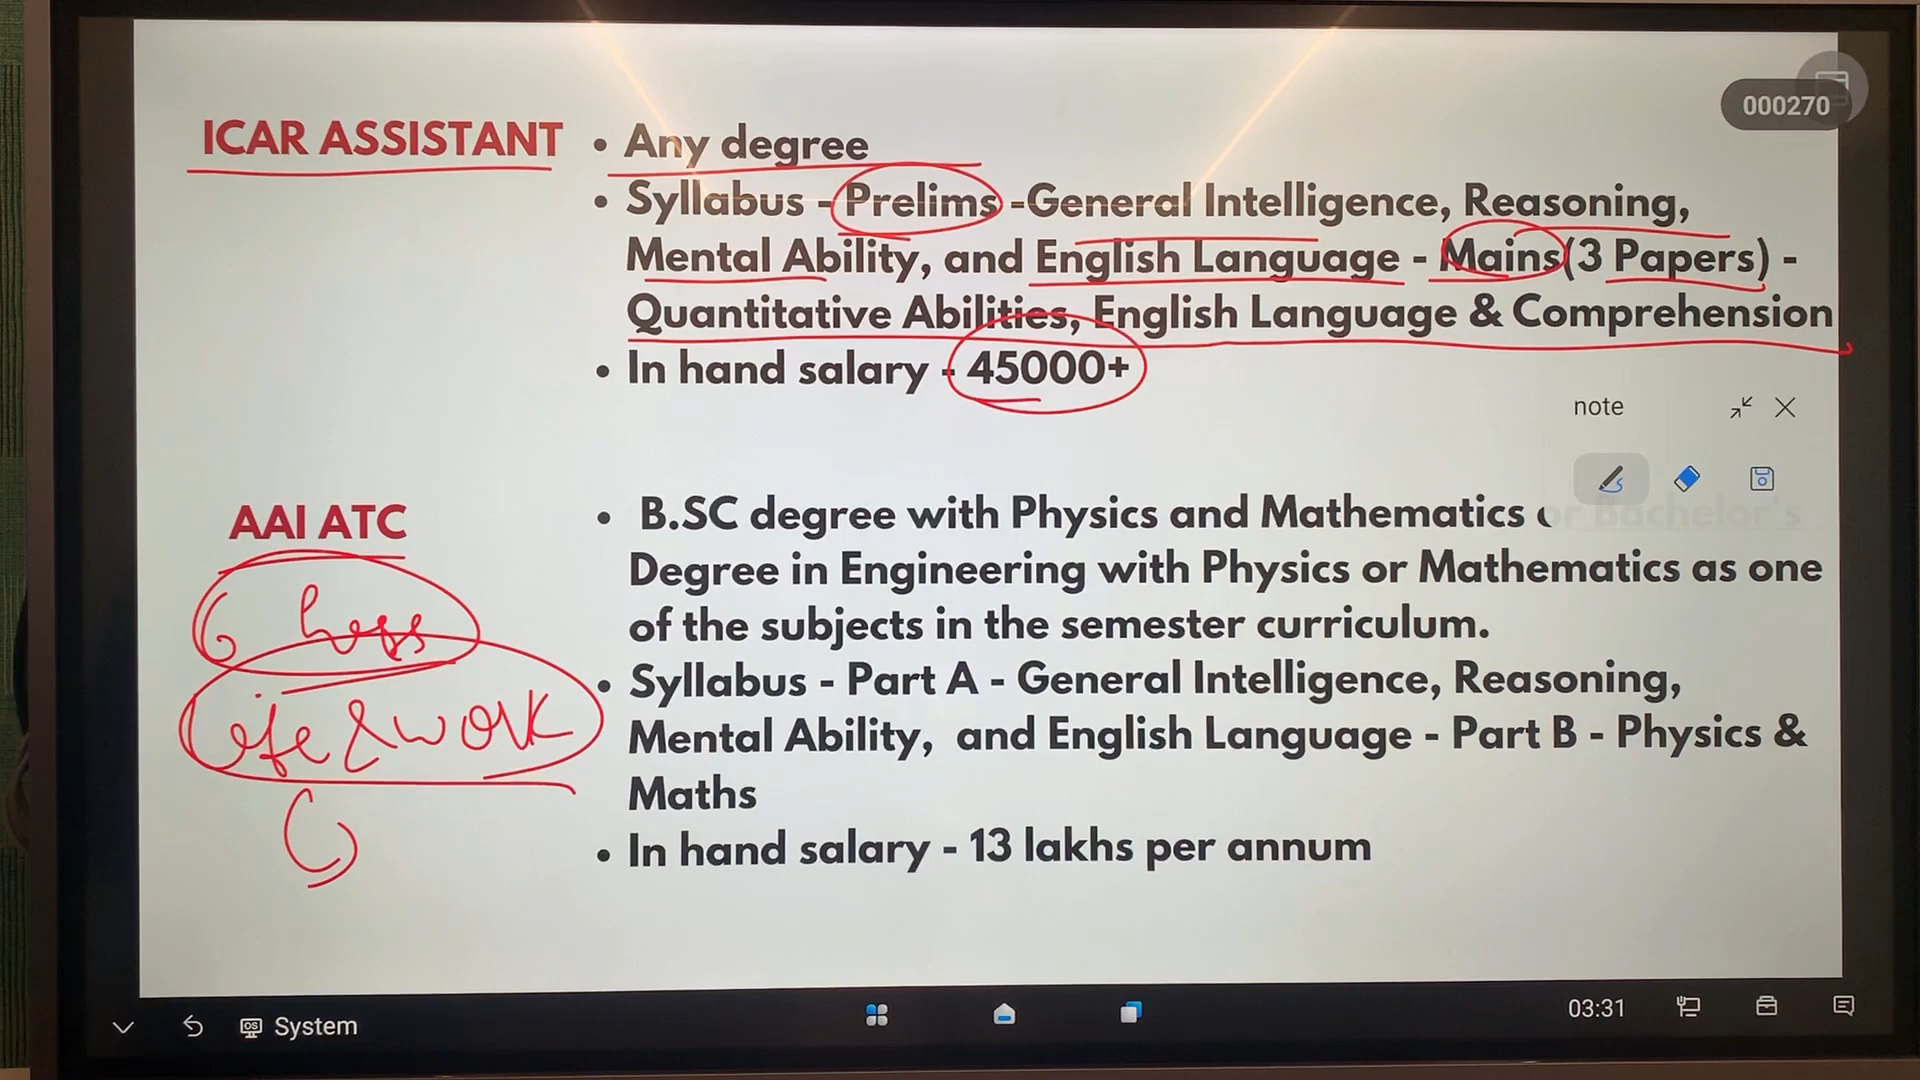 000270
ICAR ASSISTANT
• Any degree
• Syllabus - Prelims -General Intelligence, Reasoning,
Mental Ability, and English Language - Mains(3 Papers) -
Quantitative Abilities, English Language & Comprehension
• In hand salary - 45000+
note
AAI ATC
6 hours
Life & work
• B.SC degree with Physics and Mathematics or Bachelor's
Degree in Engineering with Physics or Mathematics as one
of the subjects in the semester curriculum.
• Syllabus - Part A - General Intelligence, Reasoning,
Mental Ability, and English Language - Part B - Physics &
Maths
• In hand salary - 13 lakhs per annum
System
03:31